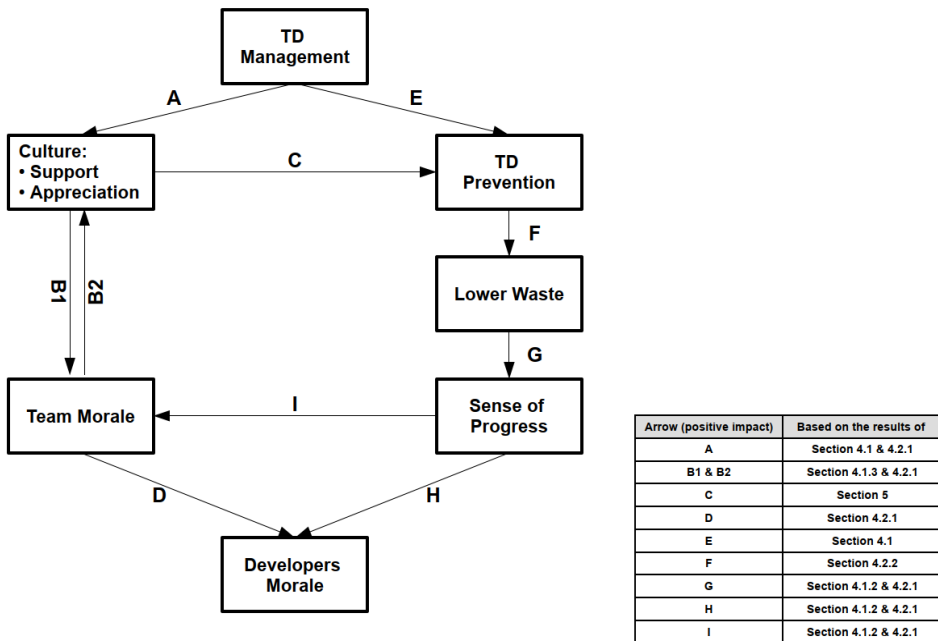 TD
Management
A
E
Culture:
• Support
• Appreciation
C
TD
Prevention
F
B1
B2
Lower Waste
G
Team Morale
I
Sense of
Progress
D
H
Developers
Morale
Arrow (positive impact) Based on the results of
A Section 4.1 & 4.2.1
B1 & B2 Section 4.1.3 & 4.2.1
C Section 5
D Section 4.2.1
E Section 4.1
F Section 4.2.2
G Section 4.1.2 & 4.2.1
H Section 4.1.2 & 4.2.1
I Section 4.1.2 & 4.2.1